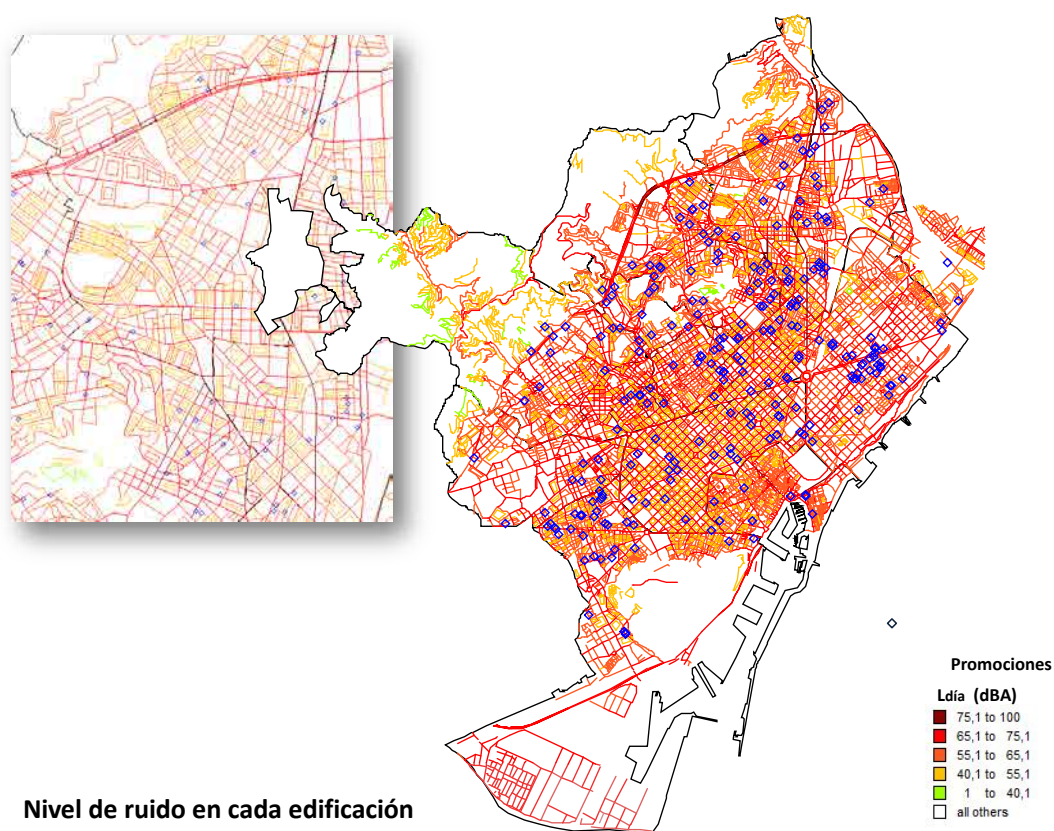 Promociones
Ldía (dBA)
75,1 to 100
65,1 to 75,1
55,1 to 65,1
40,1 to 55,1
1 to 40,1
all others
Nivel de ruido en cada edificación